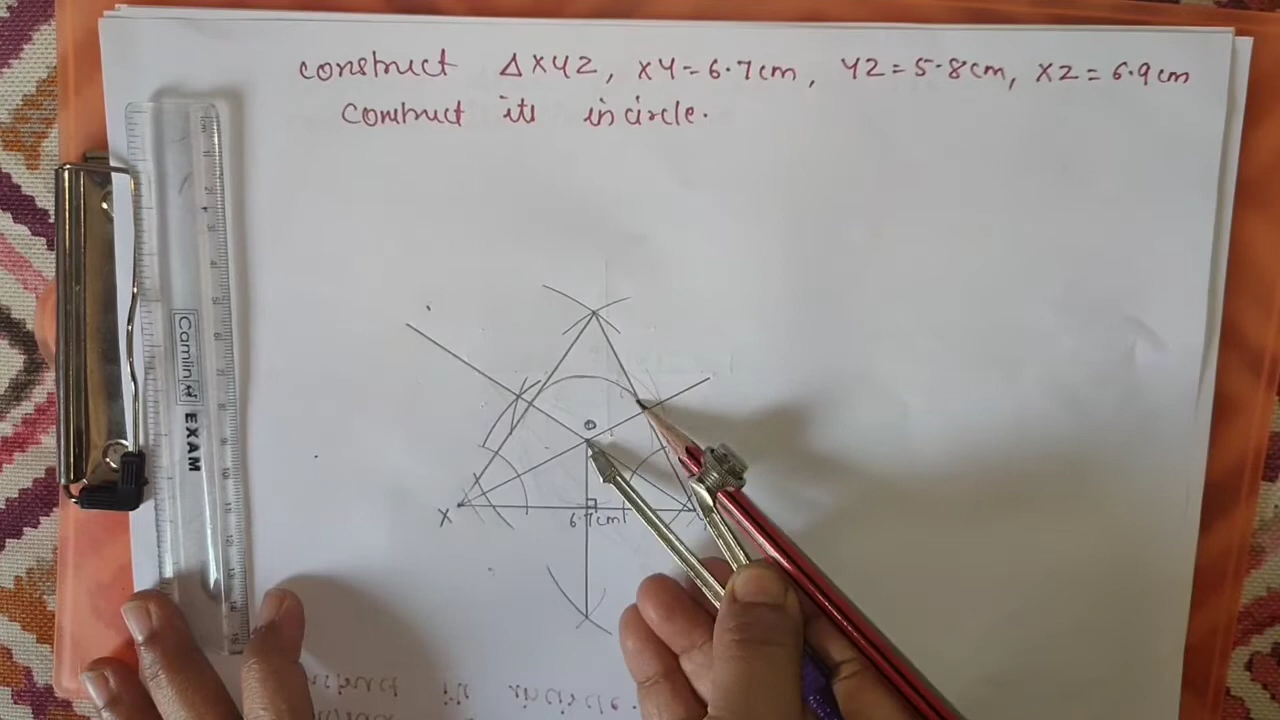 construct ΔXYZ, XY=6.7cm, YZ=5.8cm, XZ=6.9cm
Construct its incircle.
Camlin
EXAM
X
6.7cm